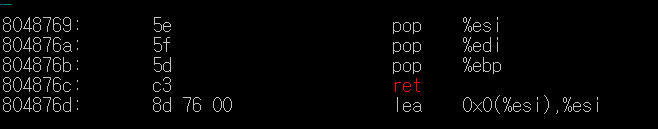 8048769: 5e pop %esi
804876a: 5f pop %edi
804876b: 5d pop %ebp
804876c: c3 ret
804876d: 8d 76 00 lea 0x0(%esi),%esi